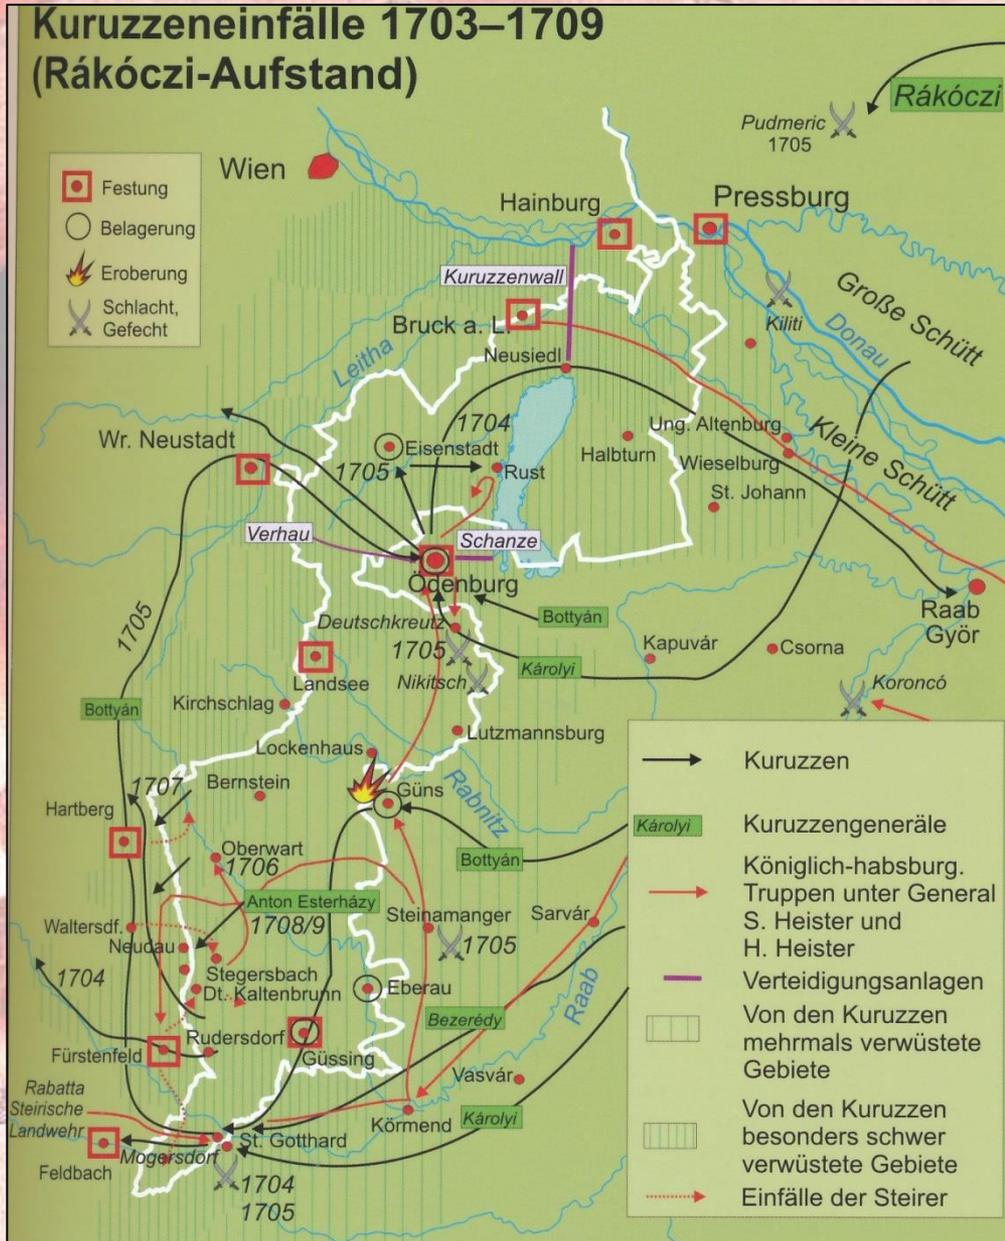 Kuruzzeneinfälle 1703–1709
(Rákóczi-Aufstand)
Rákóczi
Pudmeric
1705
Wien
Festung
Belagerung
Eroberung
Schlacht,
Gefecht
Hainburg
Pressburg
Kuruzzenwall
Bruck a. L.
Kiliti
Große Schütt
Donau
Leitha
Neusiedl
1704
Wr. Neustadt
Eisenstadt
1705
Rust
Halbturn
Ung. Altenburg
Wieselburg
Kleine Schütt
St. Johann
Verhau
Schanze
Ödenburg
Bottyán
Raab
Györ
1705
Deutschkreutz
1705
Nikitsch
Károlyi
Kapuvár
Csorna
Koroncó
Landsee
Bottyán
Kirchschlag
Lutzmannsburg
Lockenhaus
Bernstein
1707
Güns
Rabnitz
Hartberg
Oberwart
1706
Bottyán
Anton Esterházy
1708/9
Steinamanger
1705
Sarvár
Waltersdf.
Neudau
Stegersbach
Dt. Kaltenbrunn
1704
Eberau
Raab
Bezerédy
Rudersdorf
Güssing
Fürstenfeld
Vasvár
Rabatta
Steirische
Landwehr
Körmend
Károlyi
St. Gotthard
Mogersdorf
Feldbach
1704
1705
Kuruzzen
Károlyi
Kuruzzengeneräle
Königlich-habsburg.
Truppen unter General
S. Heister und
H. Heister
Verteidigungsanlagen
Von den Kuruzzen
mehrmals verwüstete
Gebiete
Von den Kuruzzen
besonders schwer
verwüstete Gebiete
Einfälle der Steirer